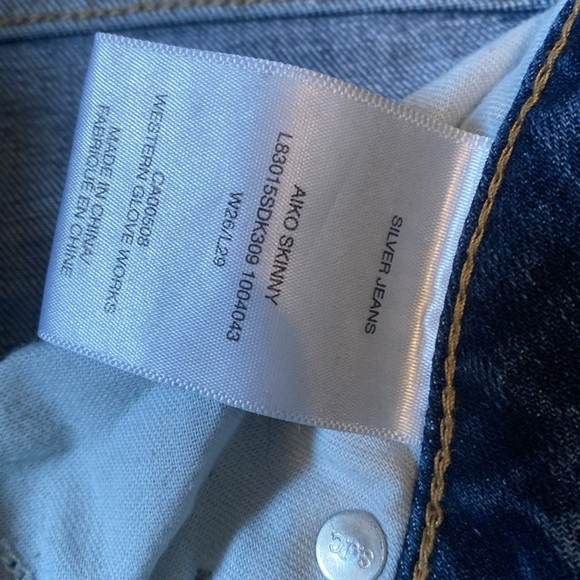 SILVER JEANS
AIKO SKINNY
L83015SDK309 1004043
W26/L29
CA00508
WESTERN GLOVE WORKS
MADE IN CHINA/
FABRIQUÉ EN CHINE